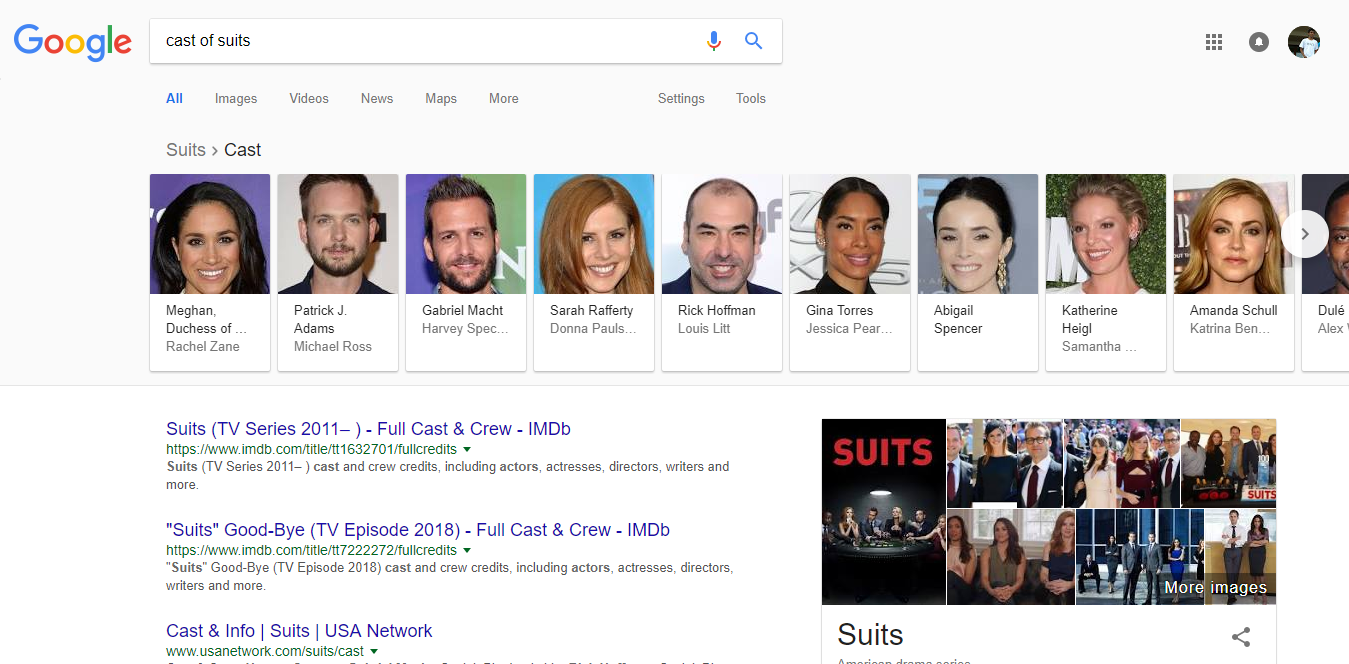 Google
cast of suits
All Images Videos News Maps More Settings Tools
Suits › Cast
Meghan,
Duchess of ...
Rachel Zane
Patrick J.
Adams
Michael Ross
Gabriel Macht
Harvey Spec...
Sarah Rafferty
Donna Pauls...
Rick Hoffman
Louis Litt
Gina Torres
Jessica Pear...
Abigail
Spencer
Katherine
Heigl
Samantha ...
Amanda Schull
Katrina Ben...
Dulé
Alex
Suits (TV Series 2011– ) - Full Cast & Crew - IMDb
https://www.imdb.com/title/tt1632701/fullcredits
Suits (TV Series 2011– ) cast and crew credits, including actors, actresses, directors, writers and
more.
"Suits" Good-Bye (TV Episode 2018) - Full Cast & Crew - IMDb
https://www.imdb.com/title/tt7222272/fullcredits
"Suits" Good-Bye (TV Episode 2018) cast and crew credits, including actors, actresses, directors,
writers and more.
Cast & Info | Suits | USA Network
www.usanetwork.com/suits/cast
SUITS
100
SUITS
More images
Suits
American drama series